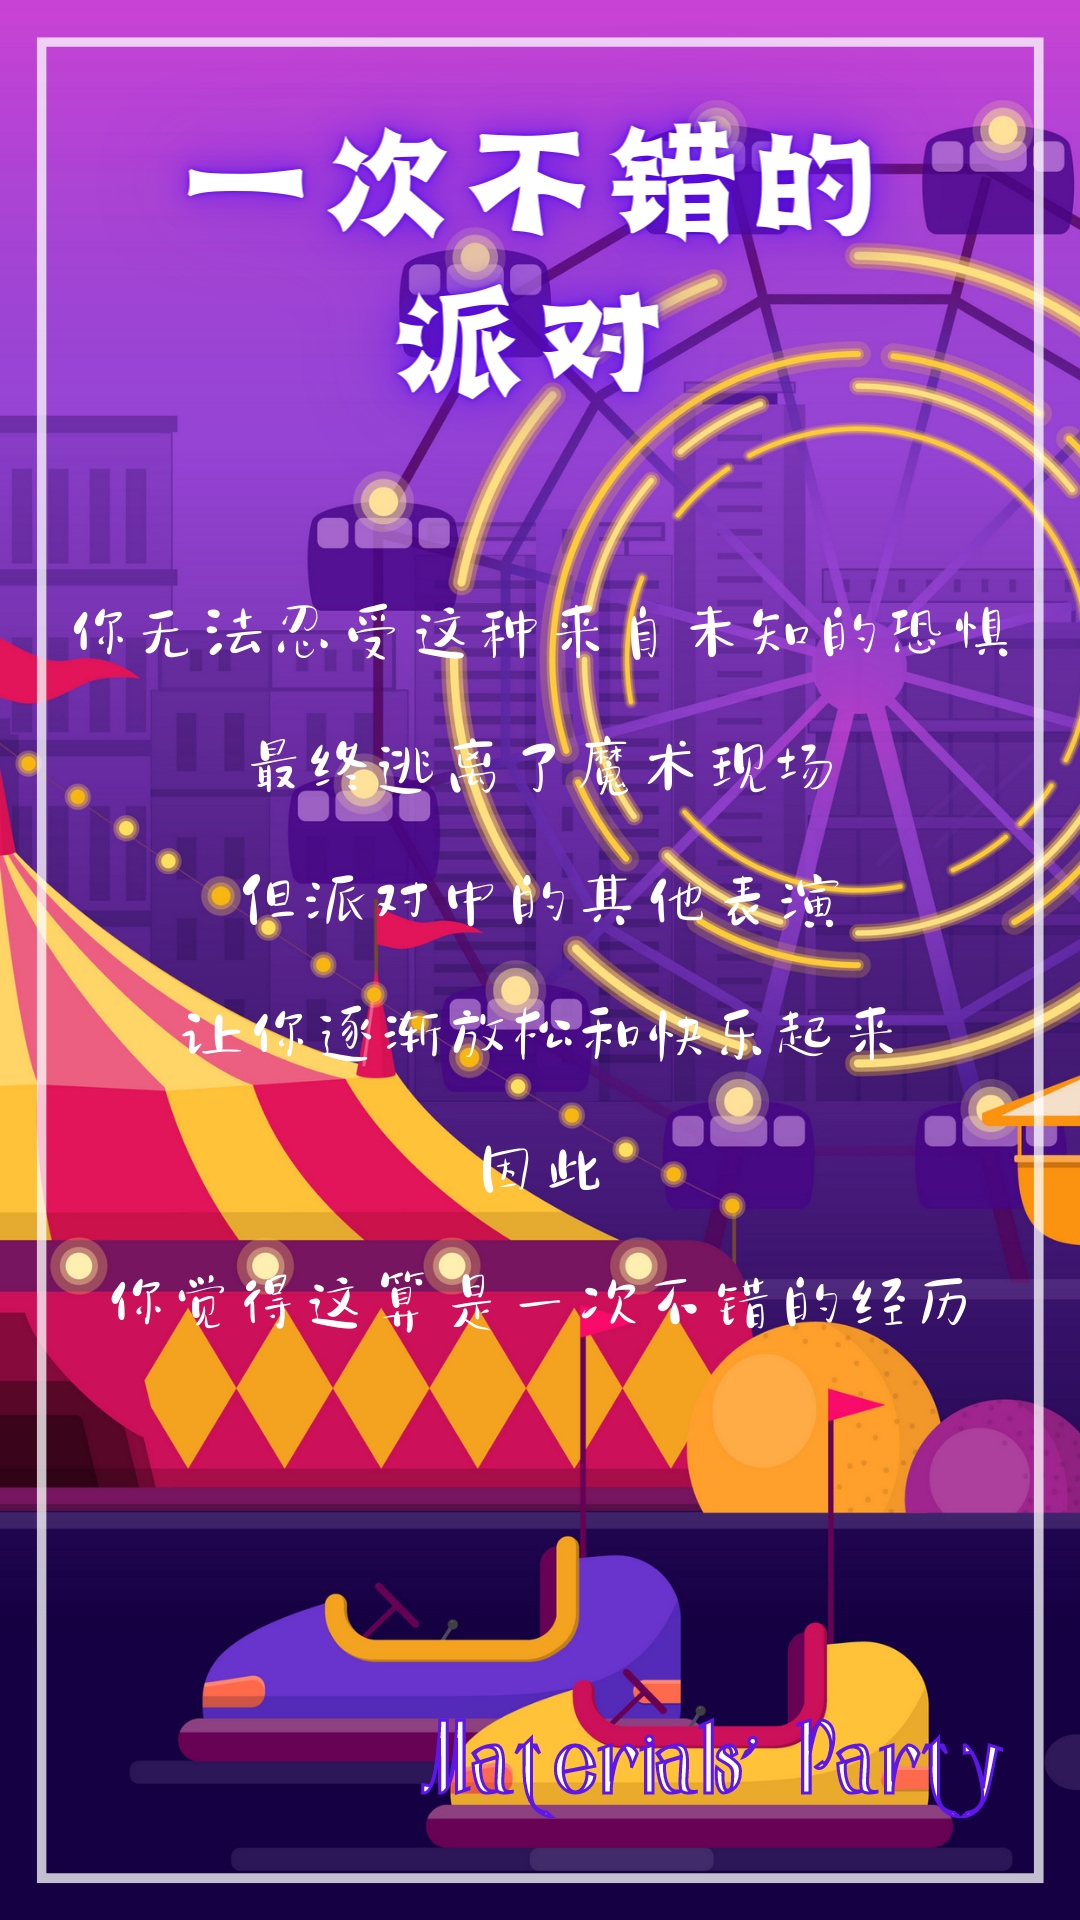 一次不错的
派对
你无法忍受这种来自未知的恐惧
最终逃离了魔术现场
但派对中的其他表演
让你逐渐放松和快乐起来
因此
你觉得这算是一次不错的经历
Materials' Party